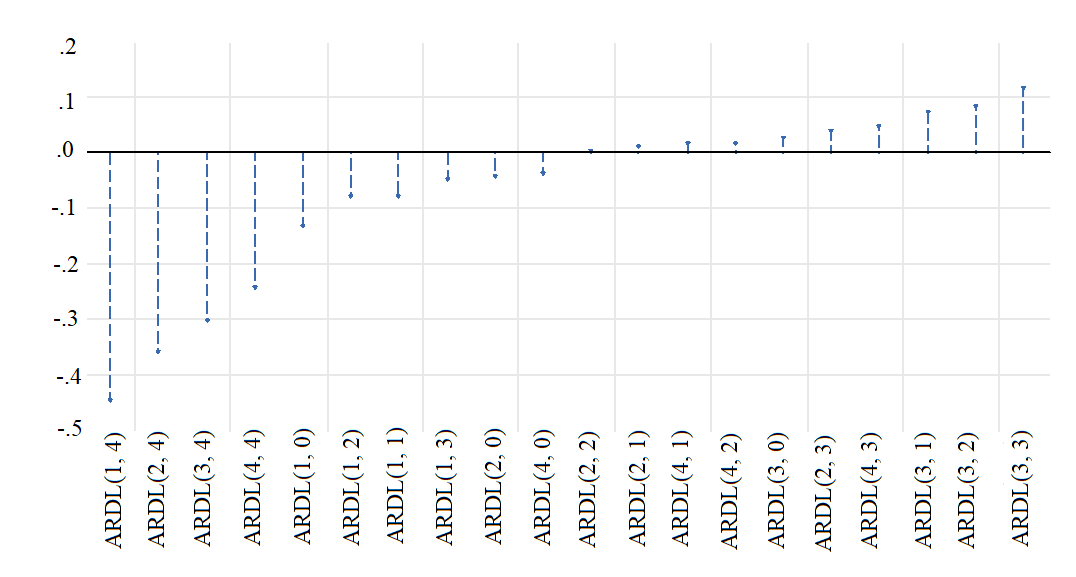 .2
.1
.0
-.1
-.2
-.3
-.4
-.5
ARDL(1, 4)
ARDL(2, 4)
ARDL(3, 4)
ARDL(4, 4)
ARDL(1, 0)
ARDL(1, 2)
ARDL(1, 1)
ARDL(1, 3)
ARDL(2, 0)
ARDL(4, 0)
ARDL(2, 2)
ARDL(2, 1)
ARDL(4, 1)
ARDL(4, 2)
ARDL(3, 0)
ARDL(2, 3)
ARDL(4, 3)
ARDL(3, 1)
ARDL(3, 2)
ARDL(3, 3)